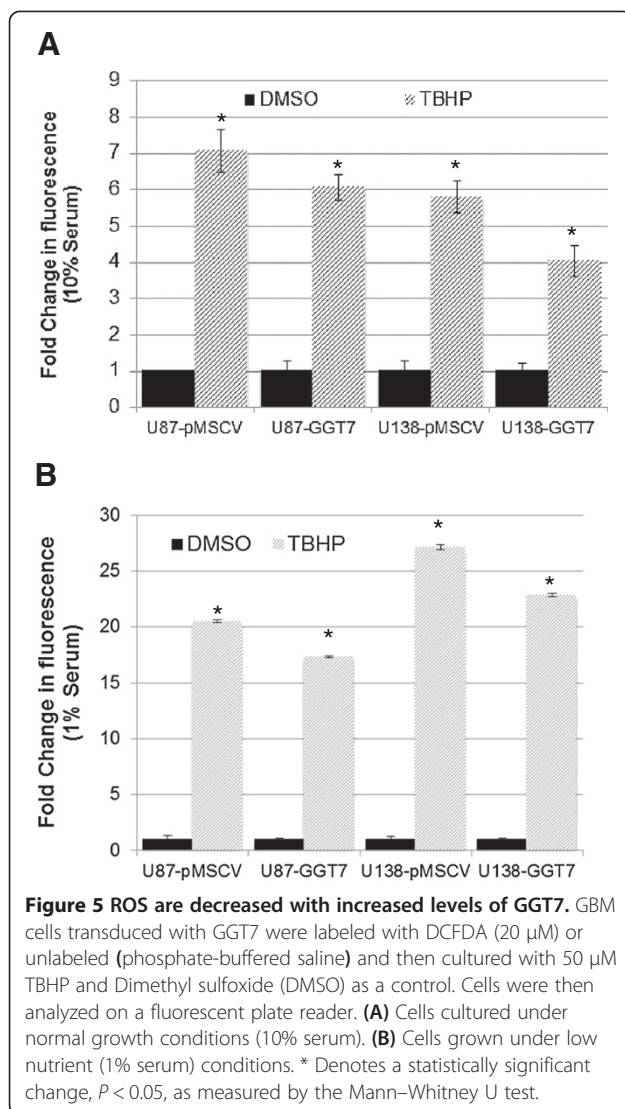 A
9
8
7
6
5
4
3
2
1
0
Fold Change in fluorescence
(10% Serum)
DMSO TBHP
* * * *
U87-pMSCV U87-GGT7 U138-pMSCV U138-GGT7
B
30
25
20
15
10
5
0
Fold Change in fluorescence
(1% Serum)
DMSO TBHP
* * * *
U87-pMSCV U87-GGT7 U138-pMSCV U138-GGT7
Figure 5 ROS are decreased with increased levels of GGT7. GBM
cells transduced with GGT7 were labeled with DCFDA (20 μM) or
unlabeled (phosphate-buffered saline) and then cultured with 50 μM
TBHP and Dimethyl sulfoxide (DMSO) as a control. Cells were then
analyzed on a fluorescent plate reader. (A) Cells cultured under
normal growth conditions (10% serum). (B) Cells grown under low
nutrient (1% serum) conditions. * Denotes a statistically significant
change, P < 0.05, as measured by the Mann–Whitney U test.